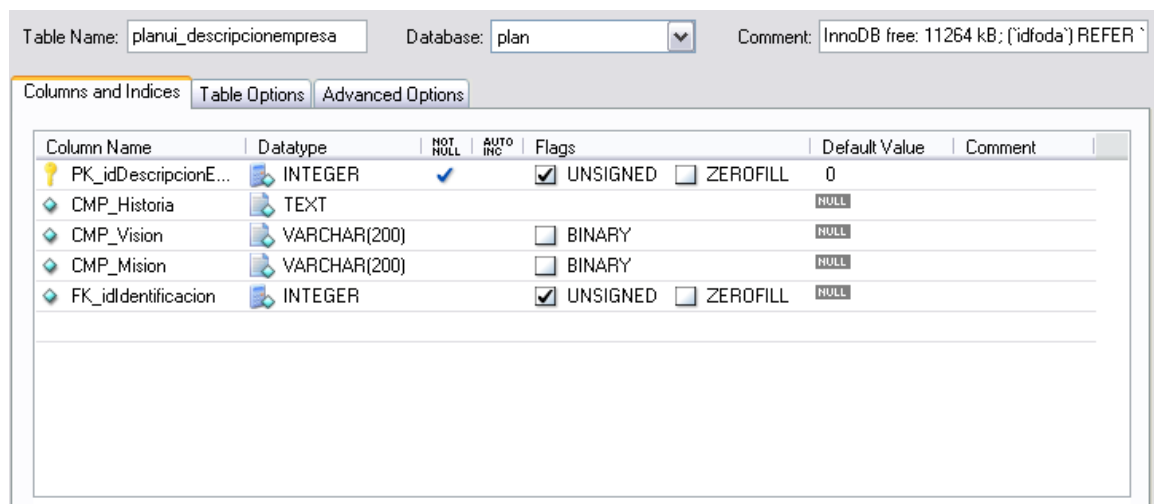 Table Name: planui_descripcionempresa Database: plan Comment: InnoDB free: 11264 kB; (`idfoda`) REFER `
Columns and Indices Table Options Advanced Options
Column Name Datatype NOT NULL AUTO INC Flags Default Value Comment
PK_idDescripcionE... INTEGER UNSIGNED ZEROFILL 0
CMP_Historia TEXT NULL
CMP_Vision VARCHAR(200) BINARY NULL
CMP_Mision VARCHAR(200) BINARY NULL
FK_idIdentificacion INTEGER UNSIGNED ZEROFILL NULL